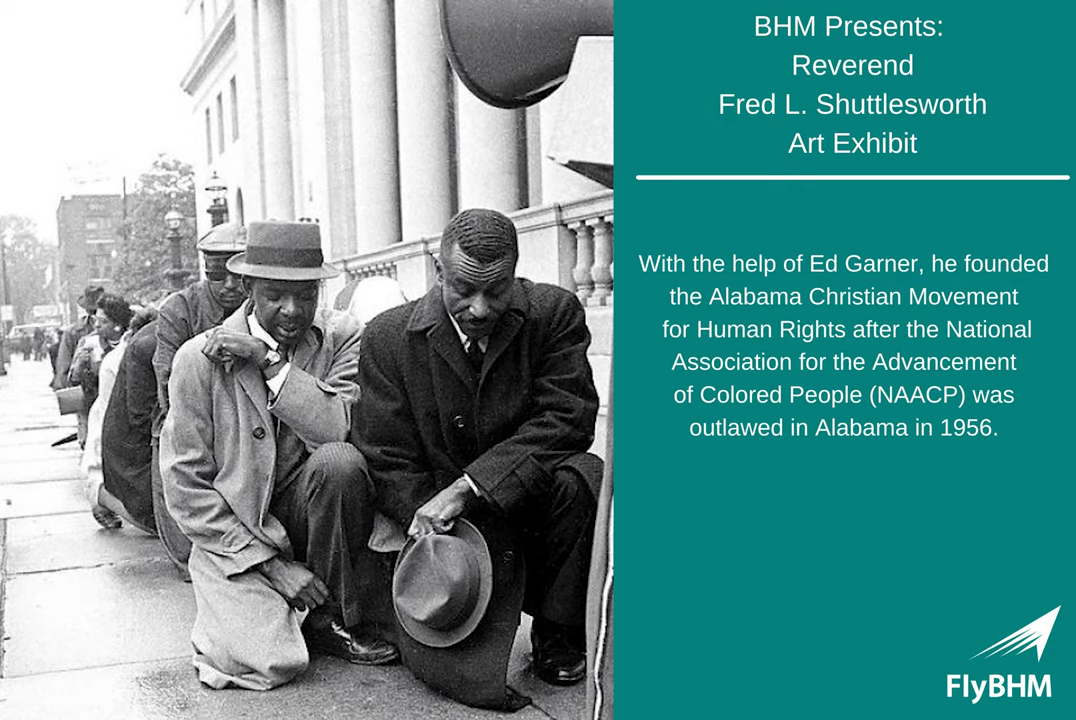 BHM Presents:
Reverend
Fred L. Shuttlesworth
Art Exhibit
With the help of Ed Garner, he founded
the Alabama Christian Movement
for Human Rights after the National
Association for the Advancement
of Colored People (NAACP) was
outlawed in Alabama in 1956.
FlyBHM